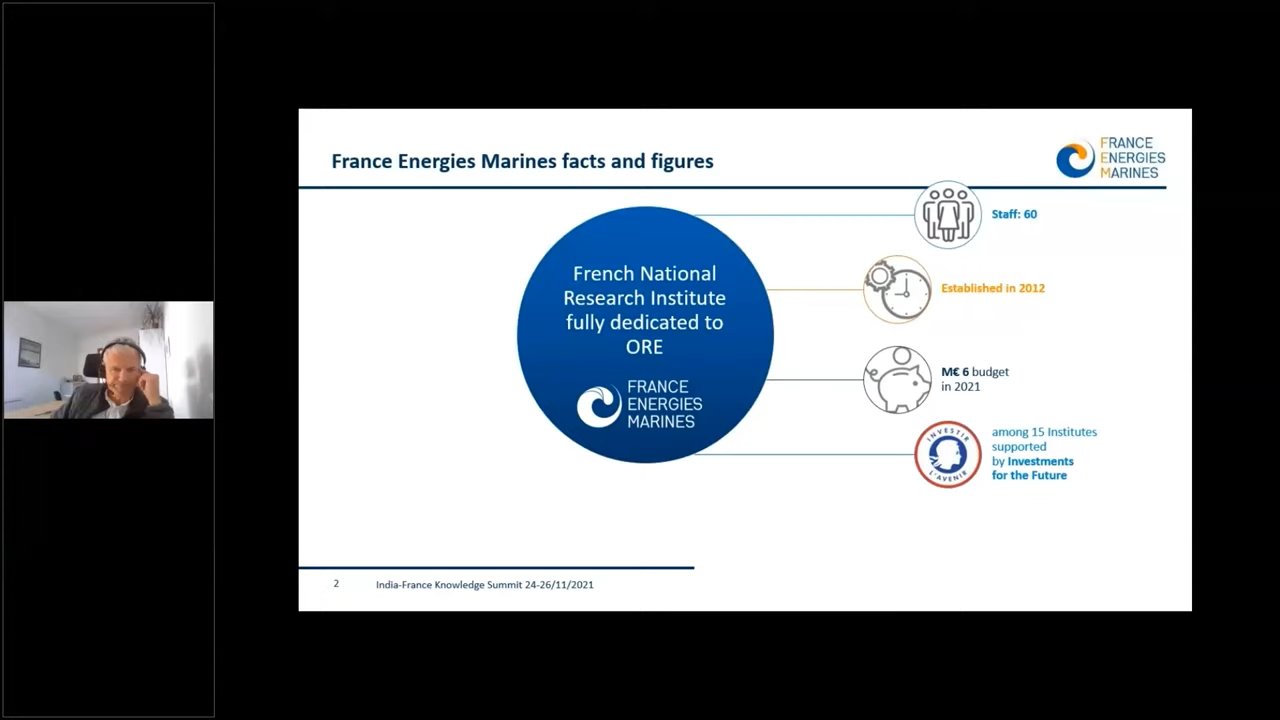 France Energies Marines facts and figures
FRANCE
ENERGIES
MARINES
Staff: 60
French National
Research Institute
fully dedicated to
ORE
FRANCE
ENERGIES
MARINES
Established in 2012
M€ 6 budget
in 2021
INVESTIR
L'AVENIR
among 15 Institutes
supported
by Investments
for the Future
2
India-France Knowledge Summit 24-26/11/2021